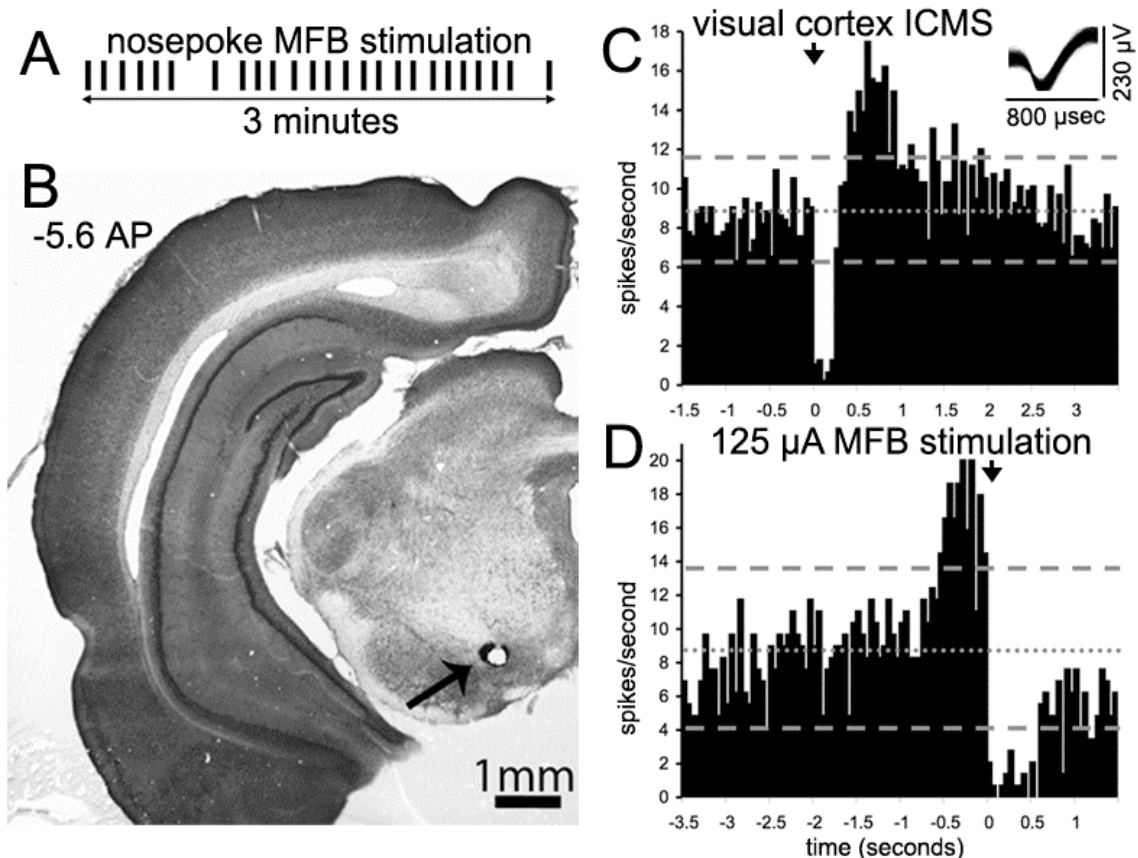 A
nosepoke MFB stimulation
3 minutes
B
-5.6 AP
1mm
C
visual cortex ICMS
230 µV
800 µsec
spikes/second
18
16
14
12
10
8
6
4
2
0
-1.5 -1 -0.5 0 0.5 1 1.5 2 2.5 3
D
125 µA MFB stimulation
spikes/second
20
18
16
14
12
10
8
6
4
2
0
-3.5 -3 -2.5 -2 -1.5 -1 -0.5 0 0.5 1
time (seconds)